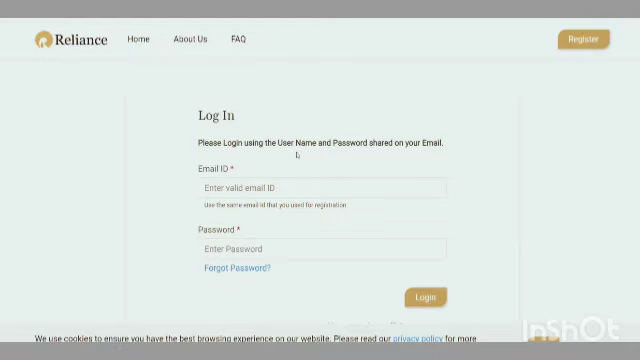 Reliance Home About Us FAQ Register
Log In
Please Login using the User Name and Password shared on your Email.
Email ID *
Enter valid email ID
Use the same email id that you used for registration
Password *
Enter Password
Forgot Password?
Login
We use cookies to ensure you have the best browsing experience on our website. Please read our privacy policy for more
InShOt